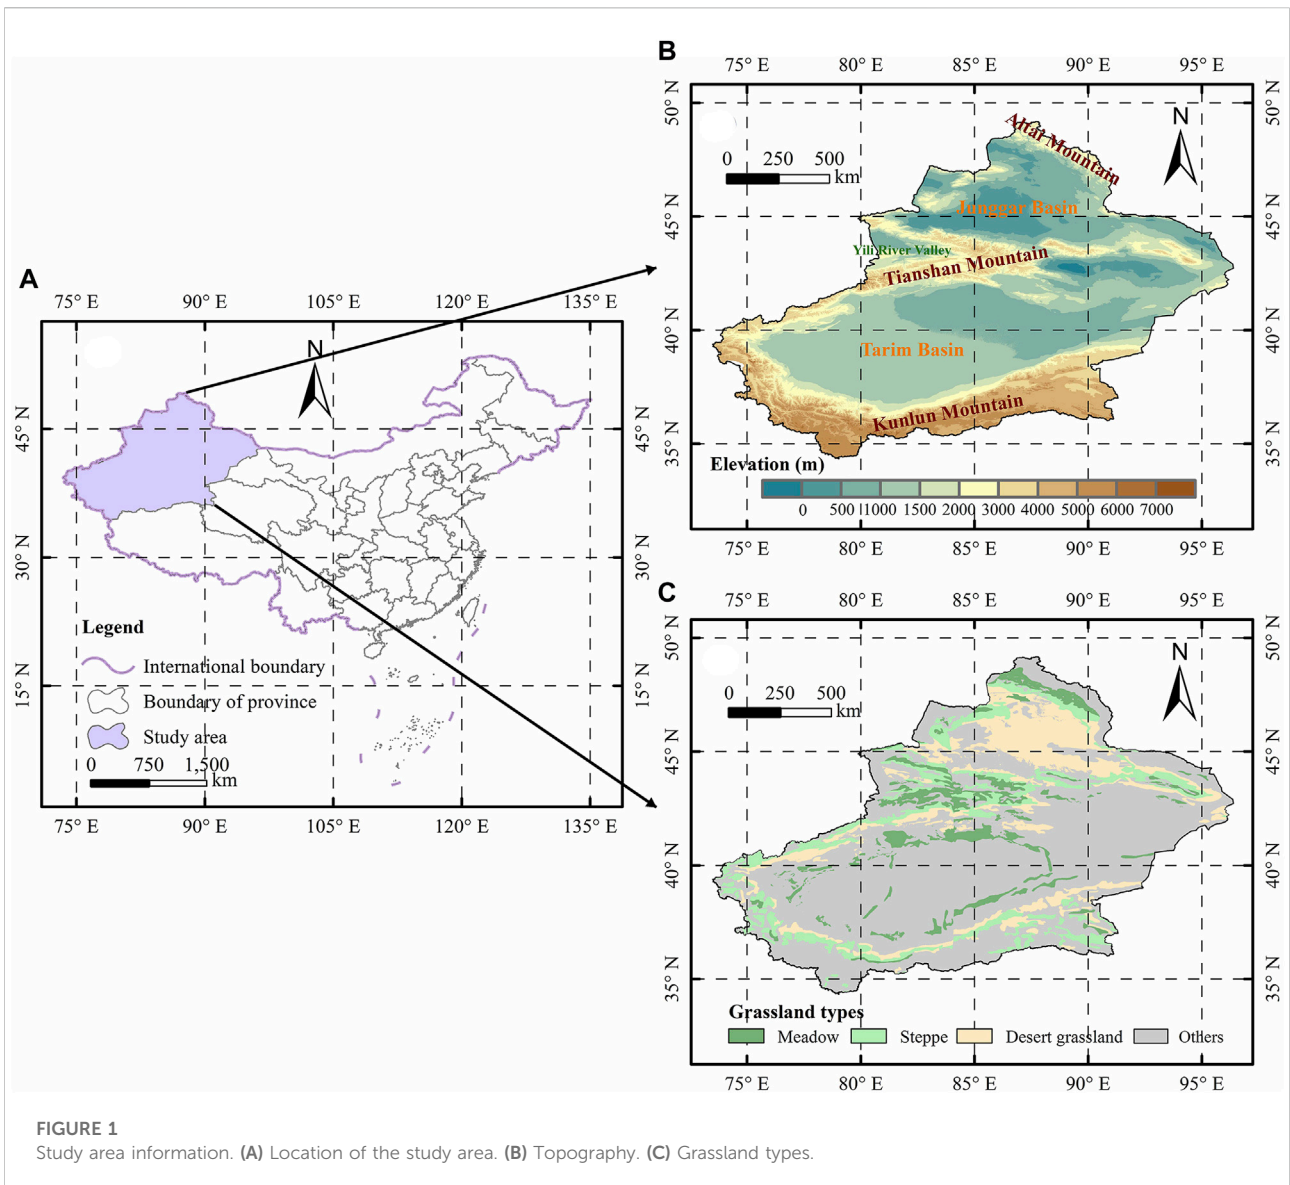 B
75° E 80° E 85° E 90° E 95° E
50° N 50° N
N
Altai Mountain
0 250 500
km
Junggar Basin
45° N 45° N
Yili River Valley
Tianshan Mountain
40° N 40° N
Tarim Basin
Kunlun Mountain
35° N 35° N
Elevation (m)
0 500 11000 1500 2000 3000 4000 5000 6000 7000
75° E 80° E 85° E 90° E 95° E
A
75° E 90° E 105° E 120° E 135° E
N
45° N 45° N
30° N 30° N
15° N 15° N
Legend
International boundary
Boundary of province
Study area
0 750 1,500
km
75° E 90° E 105° E 120° E 135° E
C
75° E 80° E 85° E 90° E 95° E
50° N 50° N
N
0 250 500
km
45° N 45° N
40° N 40° N
35° N 35° N
Grassland types
Meadow Steppe Desert grassland Others
75° E 80° E 85° E 90° E 95° E
FIGURE 1
Study area information. (A) Location of the study area. (B) Topography. (C) Grassland types.